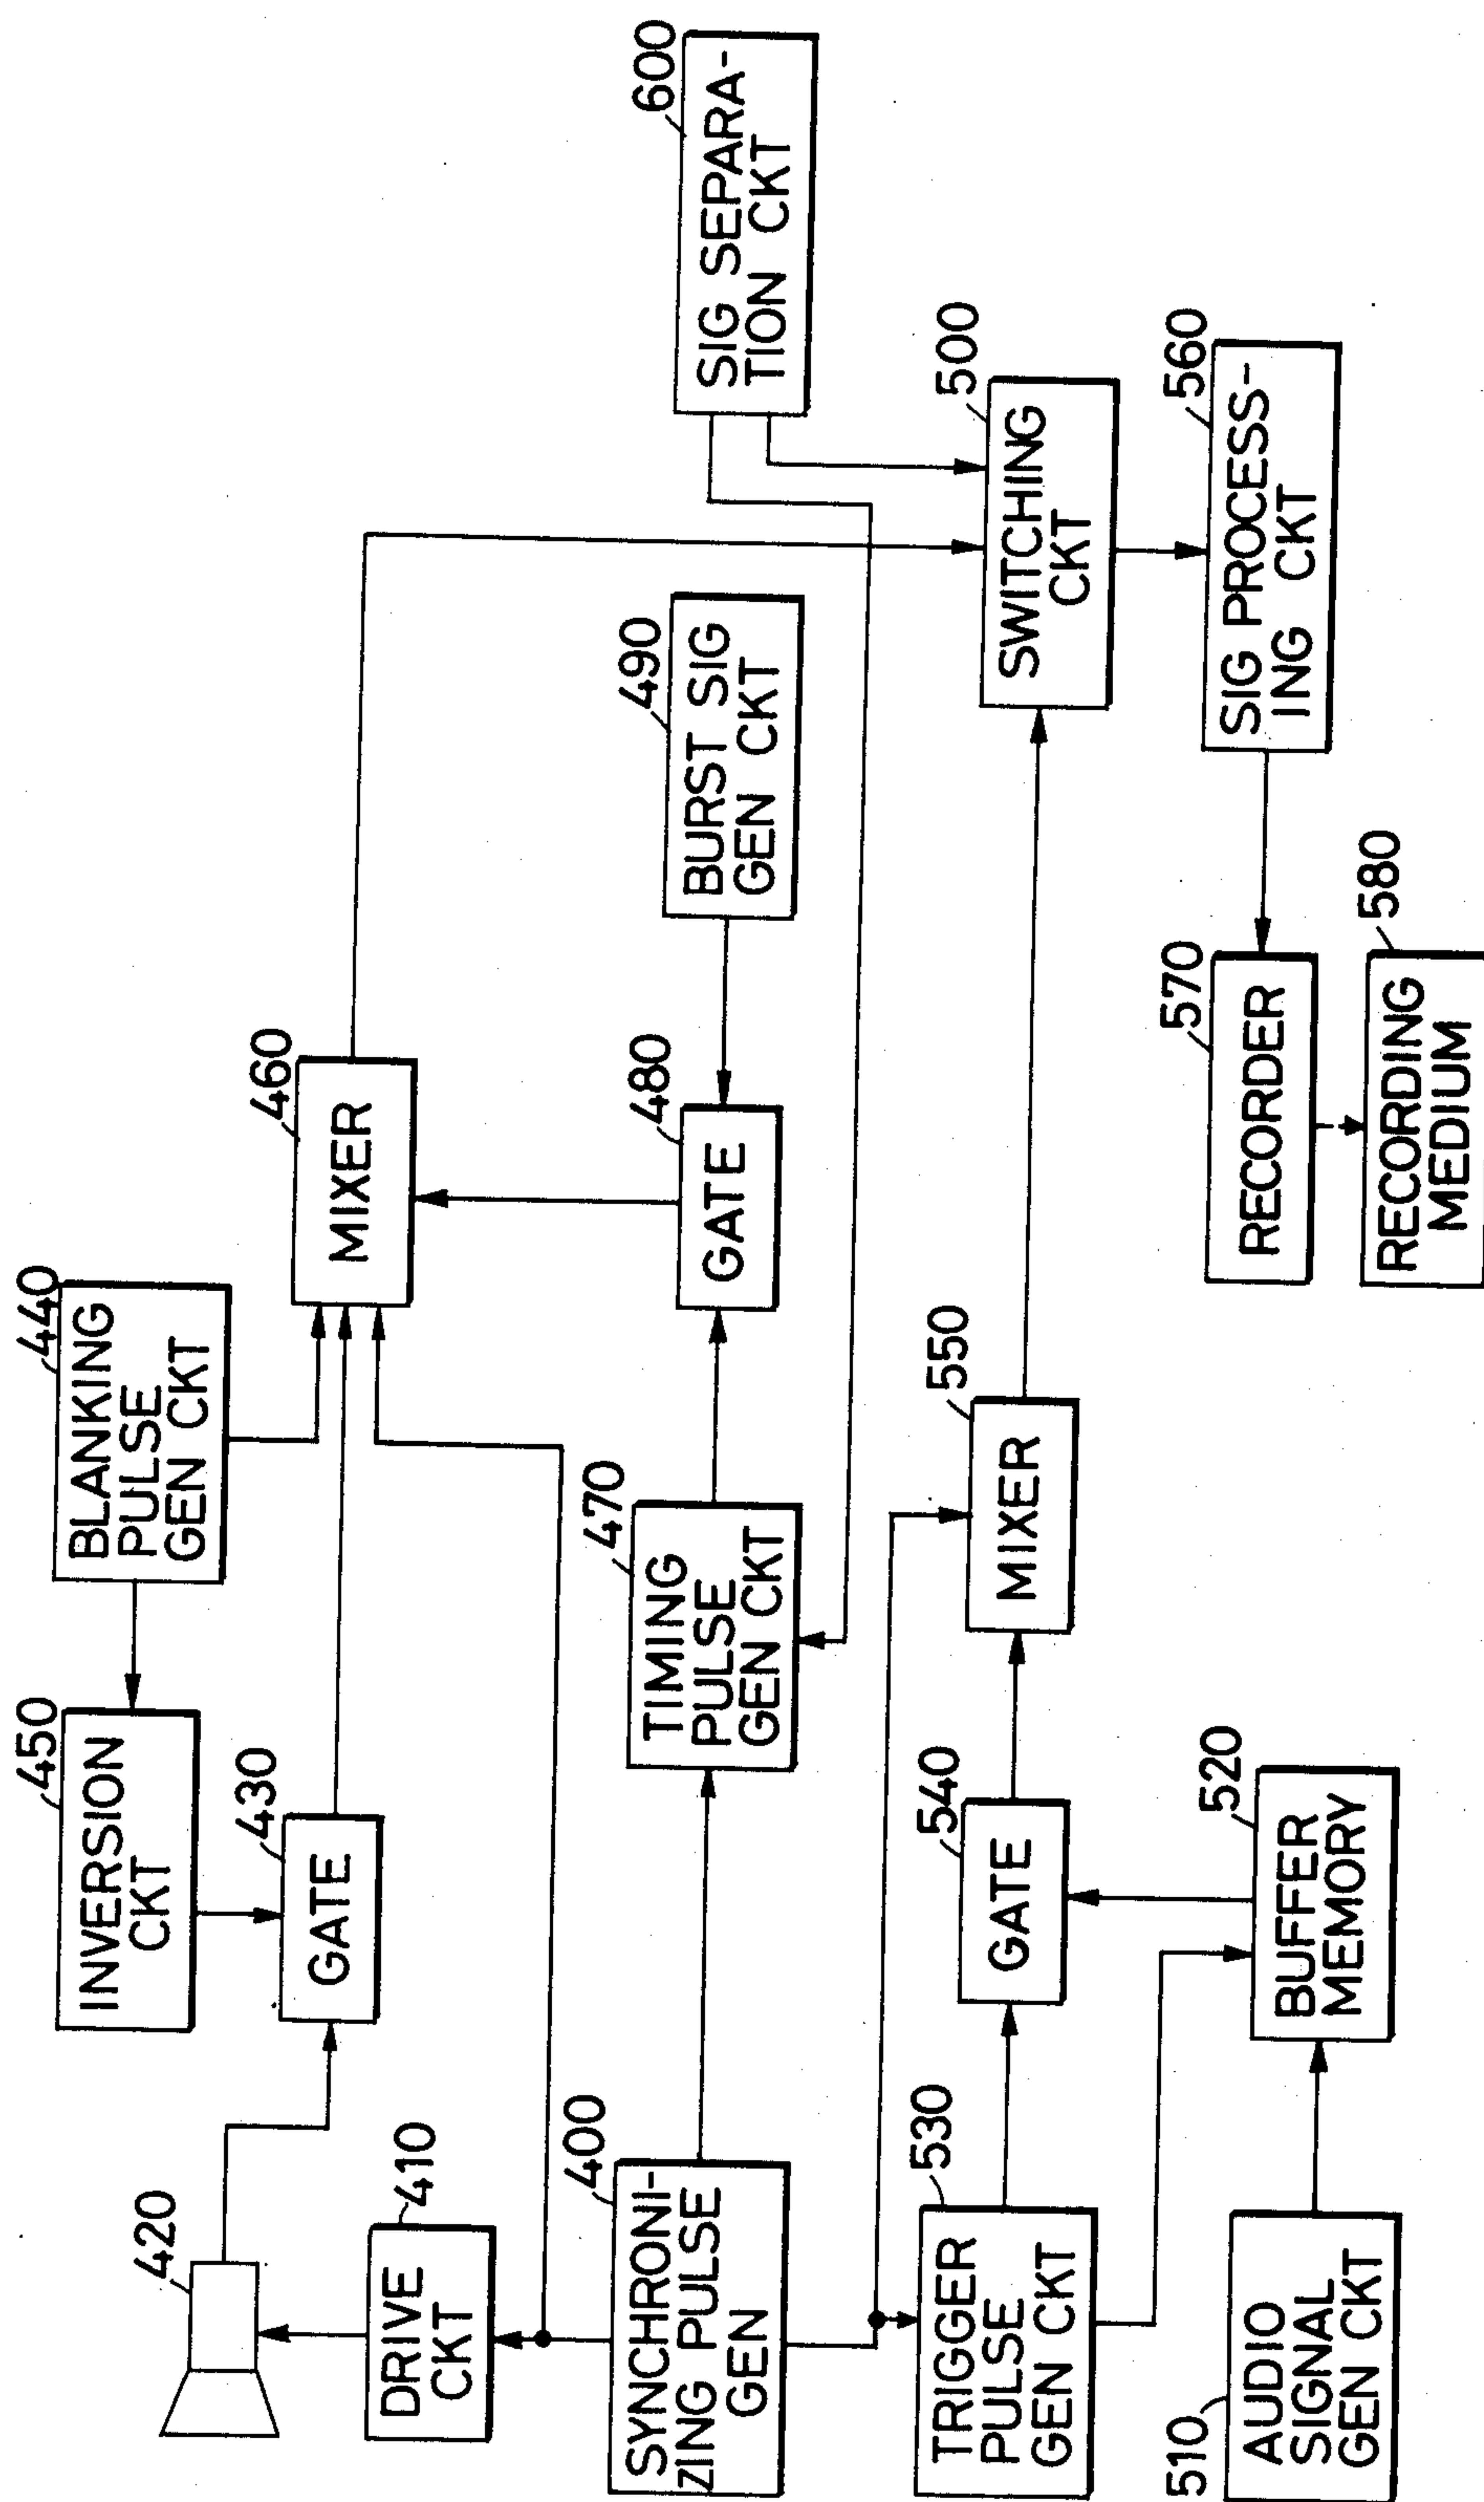 420
450
INVERSION
CKT
440
BLANKING
PULSE
GEN CKT
410
DRIVE
CKT
430
GATE
460
MIXER
400
SYNCHRONI-
ZING PULSE
GEN
470
TIMING
PULSE
GEN CKT
480
GATE
490
BURST SIG
GEN CKT
600
SIG SEPARA-
TION CKT
530
TRIGGER
PULSE
GEN CKT
540
GATE
550
MIXER
500
SWITCHING
CKT
510
AUDIO
SIGNAL
GEN CKT
520
BUFFER
MEMORY
570
RECORDER
560
SIG PROCESS-
ING CKT
580
RECORDING
MEDIUM